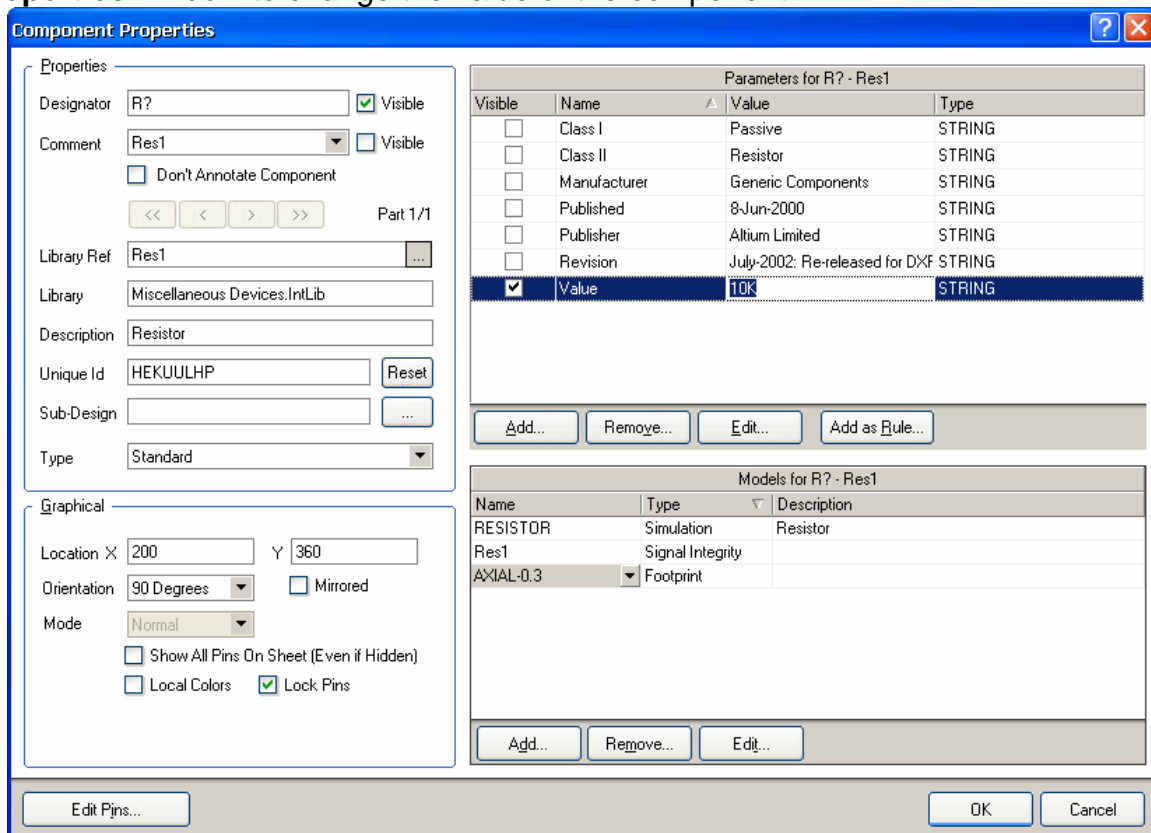 Component Properties
Properties
Designator R? Visible
Comment Res1 Visible
Don't Annotate Component
<< < > >> Part 1/1
Library Ref Res1 ...
Library Miscellaneous Devices.IntLib
Description Resistor
Unique Id HEKUULHP Reset
Sub-Design ...
Type Standard
Graphical
Location X 200 Y 360
Orientation 90 Degrees Mirrored
Mode Normal
Show All Pins On Sheet (Even if Hidden)
Local Colors Lock Pins
Parameters for R? - Res1
Visible Name Value Type
Class I Passive STRING
Class II Resistor STRING
Manufacturer Generic Components STRING
Published 8-Jun-2000 STRING
Publisher Altium Limited STRING
Revision July-2002: Re-released for DXP STRING
Value 10K STRING
Add... Remove... Edit... Add as Rule...
Models for R? - Res1
Name Type Description
RESISTOR Simulation Resistor
Res1 Signal Integrity
AXIAL-0.3 Footprint
Add... Remove... Edit...
Edit Pins... OK Cancel